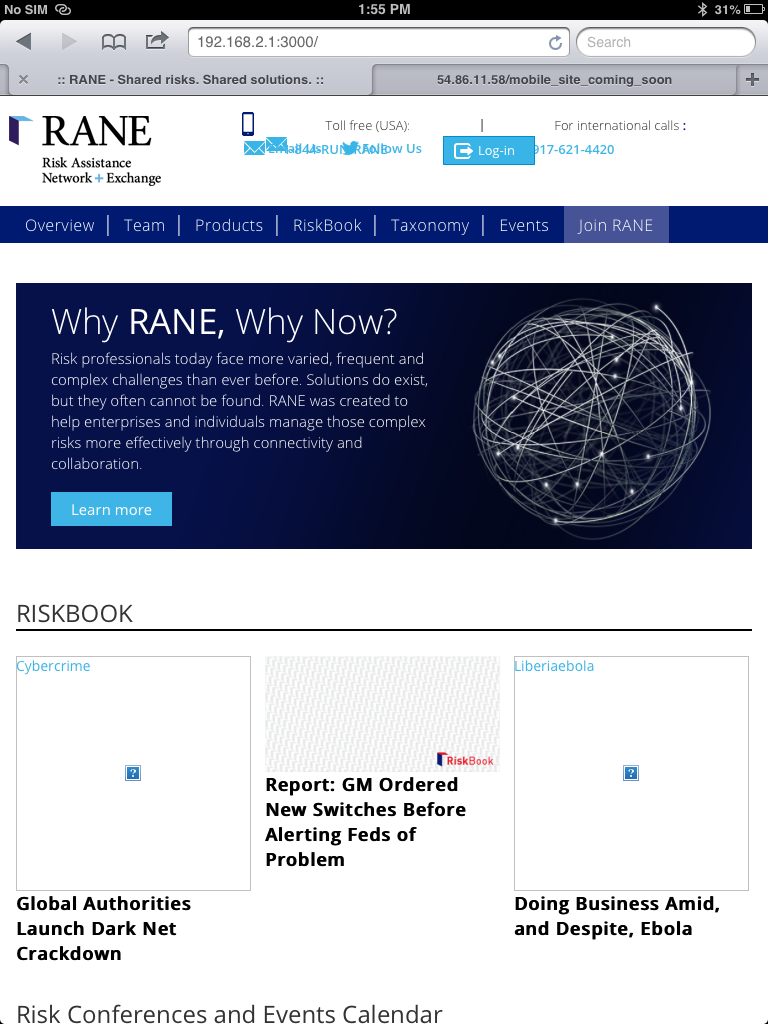 No SIM 1:55 PM 31%
192.168.2.1:3000/ Search
:: RANE - Shared risks. Shared solutions. :: 54.86.11.58/mobile_site_coming_soon
RANE
Risk Assistance
Network + Exchange
Toll free (USA): | For international calls :
Email Us 844-RUN-RANE Follow Us Log-in 917-621-4420
Overview Team Products RiskBook Taxonomy Events Join RANE
Why RANE, Why Now?
Risk professionals today face more varied, frequent and
complex challenges than ever before. Solutions do exist,
but they often cannot be found. RANE was created to
help enterprises and individuals manage those complex
risks more effectively through connectivity and
collaboration.
Learn more
RISKBOOK
Cybercrime
Global Authorities
Launch Dark Net
Crackdown
RiskBook
Report: GM Ordered
New Switches Before
Alerting Feds of
Problem
Liberiaebola
Doing Business Amid,
and Despite, Ebola
Risk Conferences and Events Calendar